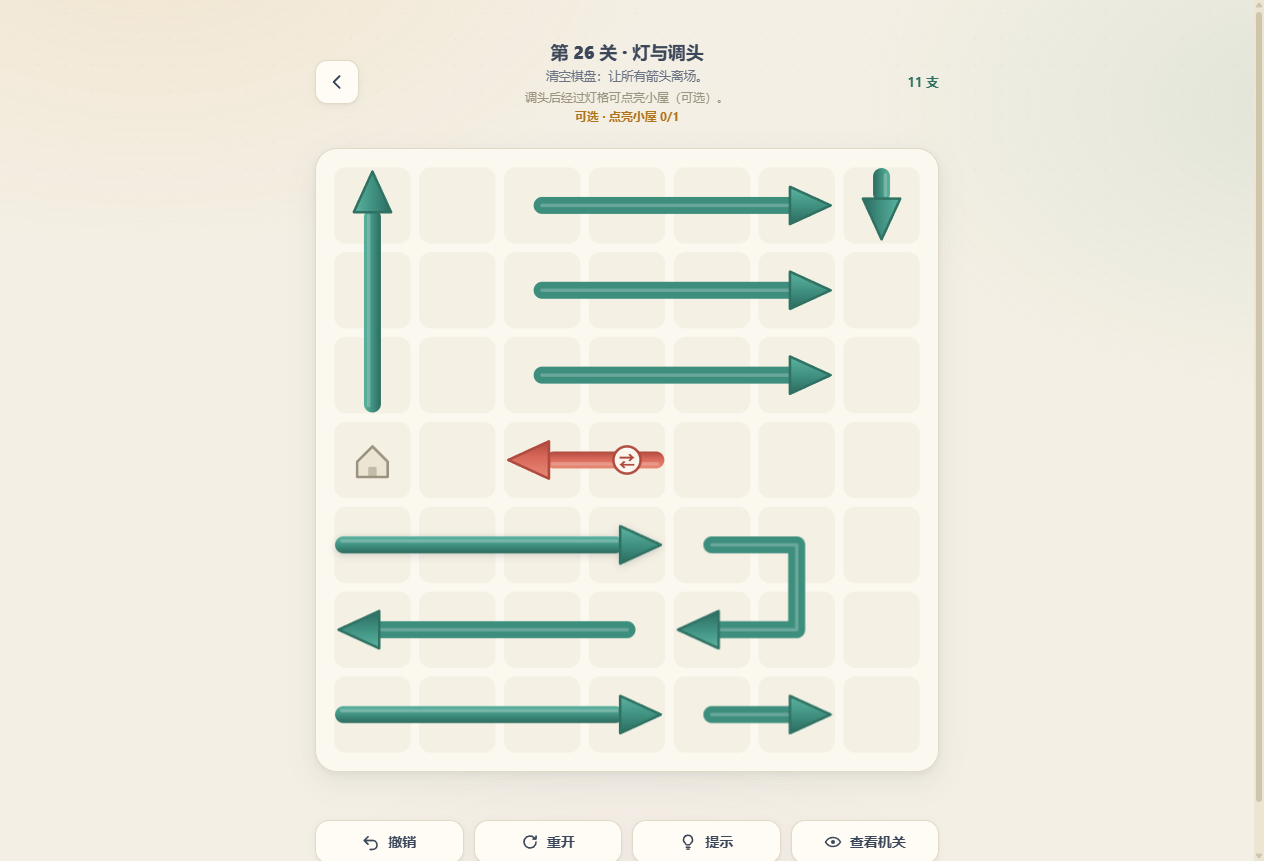 第 26 关 · 灯与调头
清空棋盘：让所有箭头离场。
调头后经过灯格可点亮小屋（可选）。
可选 · 点亮小屋 0/1
11 支
撤销
重开
提示
查看机关